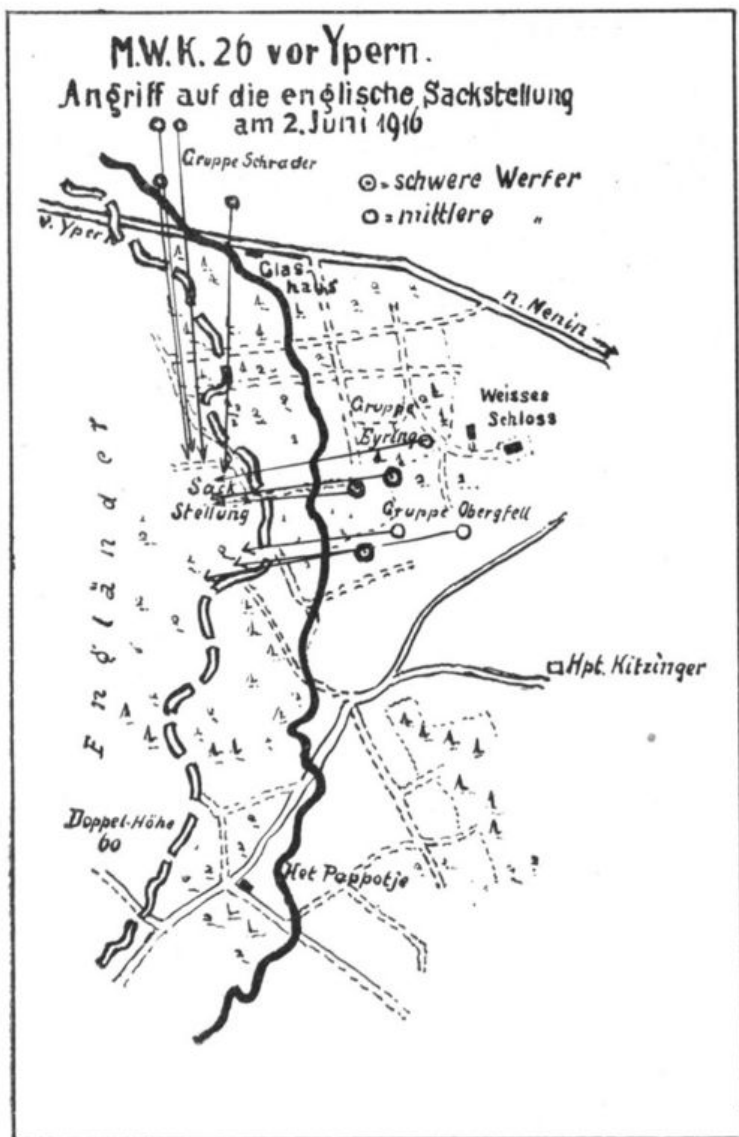 M.W.K. 26 vor Ypern.
Angriff auf die englische Sackstellung
am 2. Juni 1916
Gruppe Schrader
= schwere Werfer
= mittlere "
v. Ypern
Glas-
haus
n. Menin
Weisses
Schloss
Gruppe
Eyring
Sack
Stellung
Gruppe Obergfell
Engländer
Hpt. Kitzinger
Doppel-Höhe
60
Het Pappotje